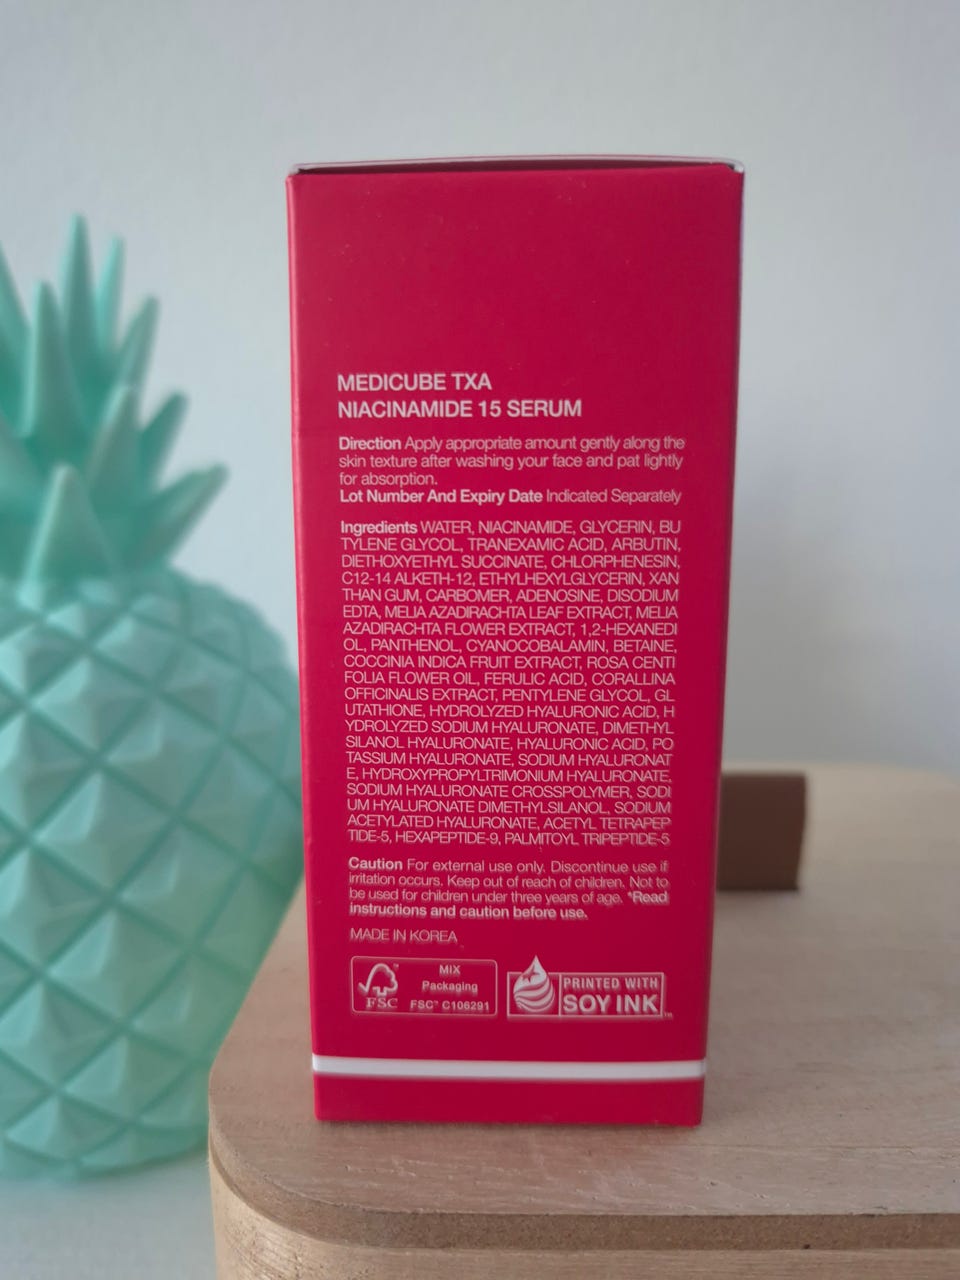 MEDICUBE TXA
NIACINAMIDE 15 SERUM
Direction Apply appropriate amount gently along the
skin texture after washing your face and pat lightly
for absorption.
Lot Number And Expiry Date Indicated Separately
Ingredients WATER, NIACINAMIDE, GLYCERIN, BU
TYLENE GLYCOL, TRANEXAMIC ACID, ARBUTIN,
DIETHOXYETHYL SUCCINATE, CHLORPHENESIN,
C12-14 ALKETH-12, ETHYLHEXYLGLYCERIN, XAN
THAN GUM, CARBOMER, ADENOSINE, DISODIUM
EDTA, MELIA AZADIRACHTA LEAF EXTRACT, MELIA
AZADIRACHTA FLOWER EXTRACT, 1,2-HEXANEDI
OL, PANTHENOL, CYANOCOBALAMIN, BETAINE,
COCCINIA INDICA FRUIT EXTRACT, ROSA CENTI
FOLIA FLOWER OIL, FERULIC ACID, CORALLINA
OFFICINALIS EXTRACT, PENTYLENE GLYCOL, GL
UTATHIONE, HYDROLYZED HYALURONIC ACID, H
YDROLYZED SODIUM HYALURONATE, DIMETHYL
SILANOL HYALURONATE, HYALURONIC ACID, PO
TASSIUM HYALURONATE, SODIUM HYALURONAT
E, HYDROXYPROPYLTRIMONIUM HYALURONATE,
SODIUM HYALURONATE CROSSPOLYMER, SODI
UM HYALURONATE DIMETHYLSILANOL, SODIUM
ACETYLATED HYALURONATE, ACETYL TETRAPEP
TIDE-5, HEXAPEPTIDE-9, PALMITOYL TRIPEPTIDE-5
Caution For external use only. Discontinue use if
irritation occurs. Keep out of reach of children. Not to
be used for children under three years of age. *Read
instructions and caution before use.
MADE IN KOREA
FSC™
MIX
Packaging
FSC™ C106291
PRINTED WITH
SOY INK™